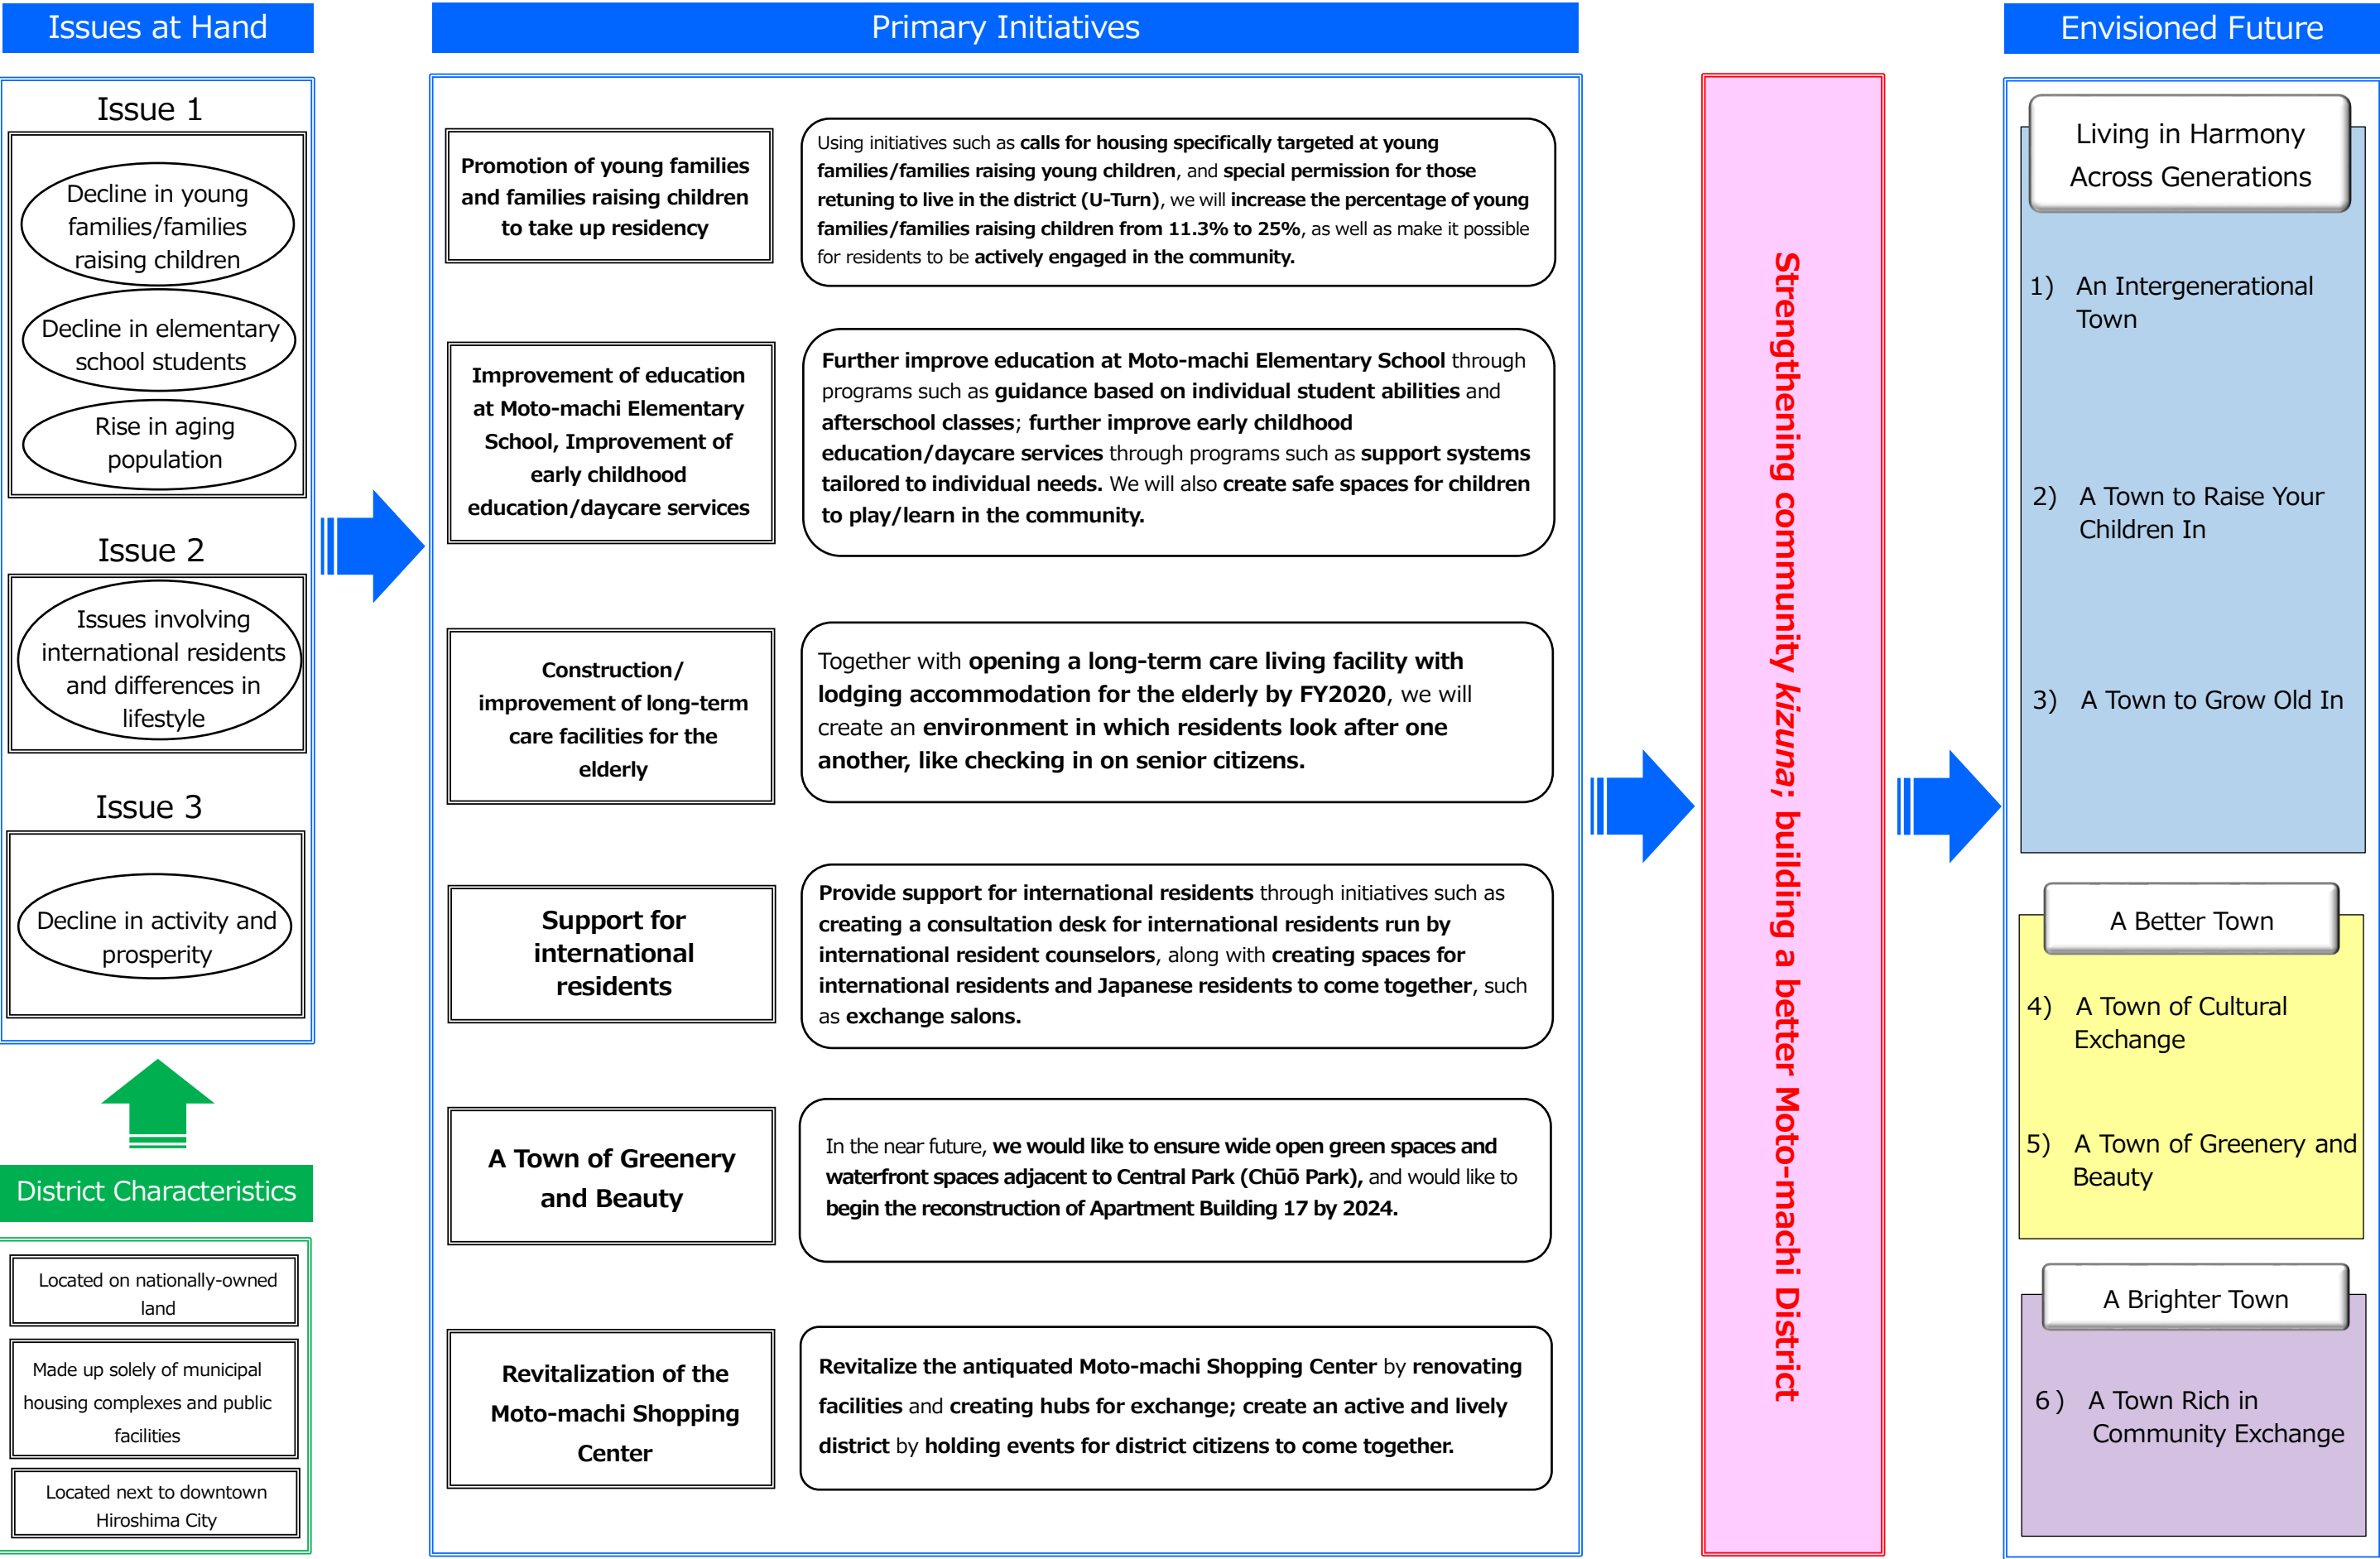 Issues at Hand
Issue 1
Decline in young
families/families
raising children
Decline in elementary
school students
Rise in aging
population
Issue 2
Issues involving
international residents
and differences in
lifestyle
Issue 3
Decline in activity and
prosperity
District Characteristics
Located on nationally-owned
land
Made up solely of municipal
housing complexes and public
facilities
Located next to downtown
Hiroshima City
Primary Initiatives
Promotion of young families
and families raising children
to take up residency
Using initiatives such as calls for housing specifically targeted at young
families/families raising young children, and special permission for those
retuning to live in the district (U-Turn), we will increase the percentage of young
families/families raising children from 11.3% to 25%, as well as make it possible
for residents to be actively engaged in the community.
Improvement of education
at Moto-machi Elementary
School, Improvement of
early childhood
education/daycare services
Further improve education at Moto-machi Elementary School through
programs such as guidance based on individual student abilities and
afterschool classes; further improve early childhood
education/daycare services through programs such as support systems
tailored to individual needs. We will also create safe spaces for children
to play/learn in the community.
Construction/
improvement of long-term
care facilities for the
elderly
Together with opening a long-term care living facility with
lodging accommodation for the elderly by FY2020, we will
create an environment in which residents look after one
another, like checking in on senior citizens.
Support for
international
residents
Provide support for international residents through initiatives such as
creating a consultation desk for international residents run by
international resident counselors, along with creating spaces for
international residents and Japanese residents to come together, such
as exchange salons.
A Town of Greenery
and Beauty
In the near future, we would like to ensure wide open green spaces and
waterfront spaces adjacent to Central Park (Chūō Park), and would like to
begin the reconstruction of Apartment Building 17 by 2024.
Revitalization of the
Moto-machi Shopping
Center
Revitalize the antiquated Moto-machi Shopping Center by renovating
facilities and creating hubs for exchange; create an active and lively
district by holding events for district citizens to come together.
Strengthening community kizuna; building a better Moto-machi District
Envisioned Future
Living in Harmony
Across Generations
1) An Intergenerational
Town
2) A Town to Raise Your
Children In
3) A Town to Grow Old In
A Better Town
4) A Town of Cultural
Exchange
5) A Town of Greenery and
Beauty
A Brighter Town
6) A Town Rich in
Community Exchange